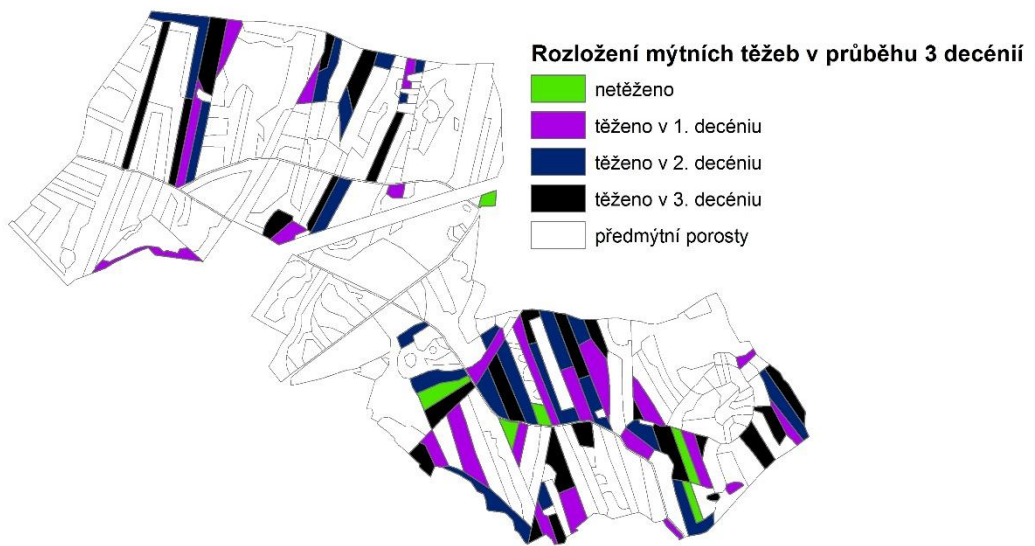 Rozložení mýtních těžeb v průběhu 3 decénií
netěženo
těženo v 1. decéniu
těženo v 2. decéniu
těženo v 3. decéniu
předmýtní porosty